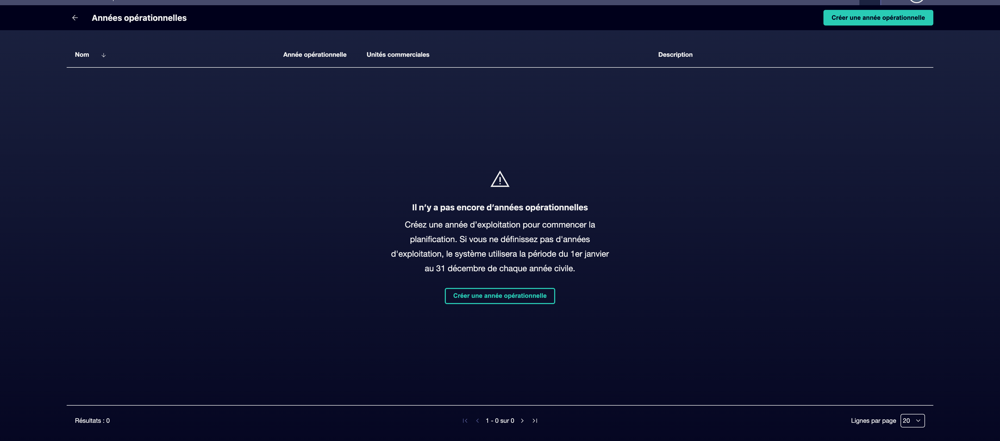 Années opérationnelles
Créer une année opérationnelle
Nom
Année opérationnelle
Unités commerciales
Description
Il n’y a pas encore d’années opérationnelles
Créez une année d’exploitation pour commencer la
planification. Si vous ne définissez pas d'années
d'exploitation, le système utilisera la période du 1er janvier
au 31 décembre de chaque année civile.
Créer une année opérationnelle
Résultats : 0
1 - 0 sur 0
Lignes par page
20